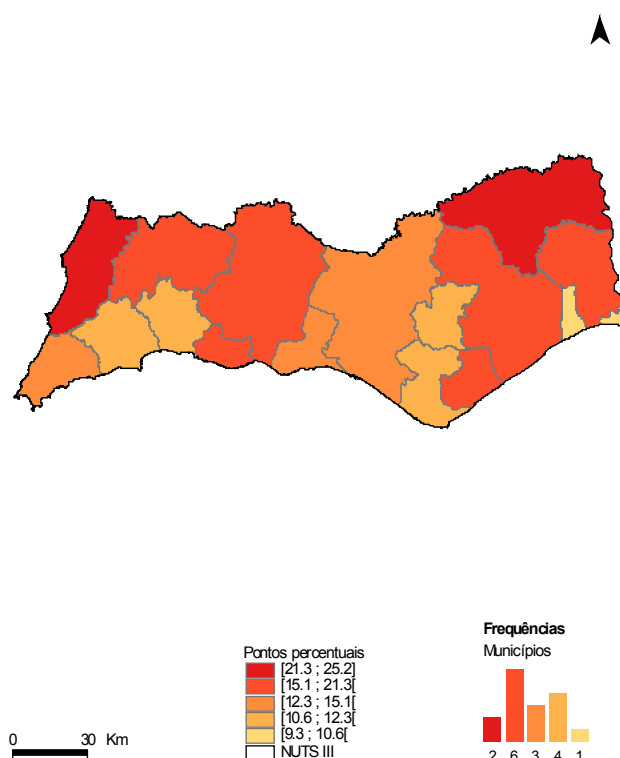 Pontos percentuais
[21.3 ; 25.2]
[15.1 ; 21.3[
[12.3 ; 15.1[
[10.6 ; 12.3[
[9.3 ; 10.6[
NUTS III
0 30 Km
Frequências
Municípios
2 6 3 4 1